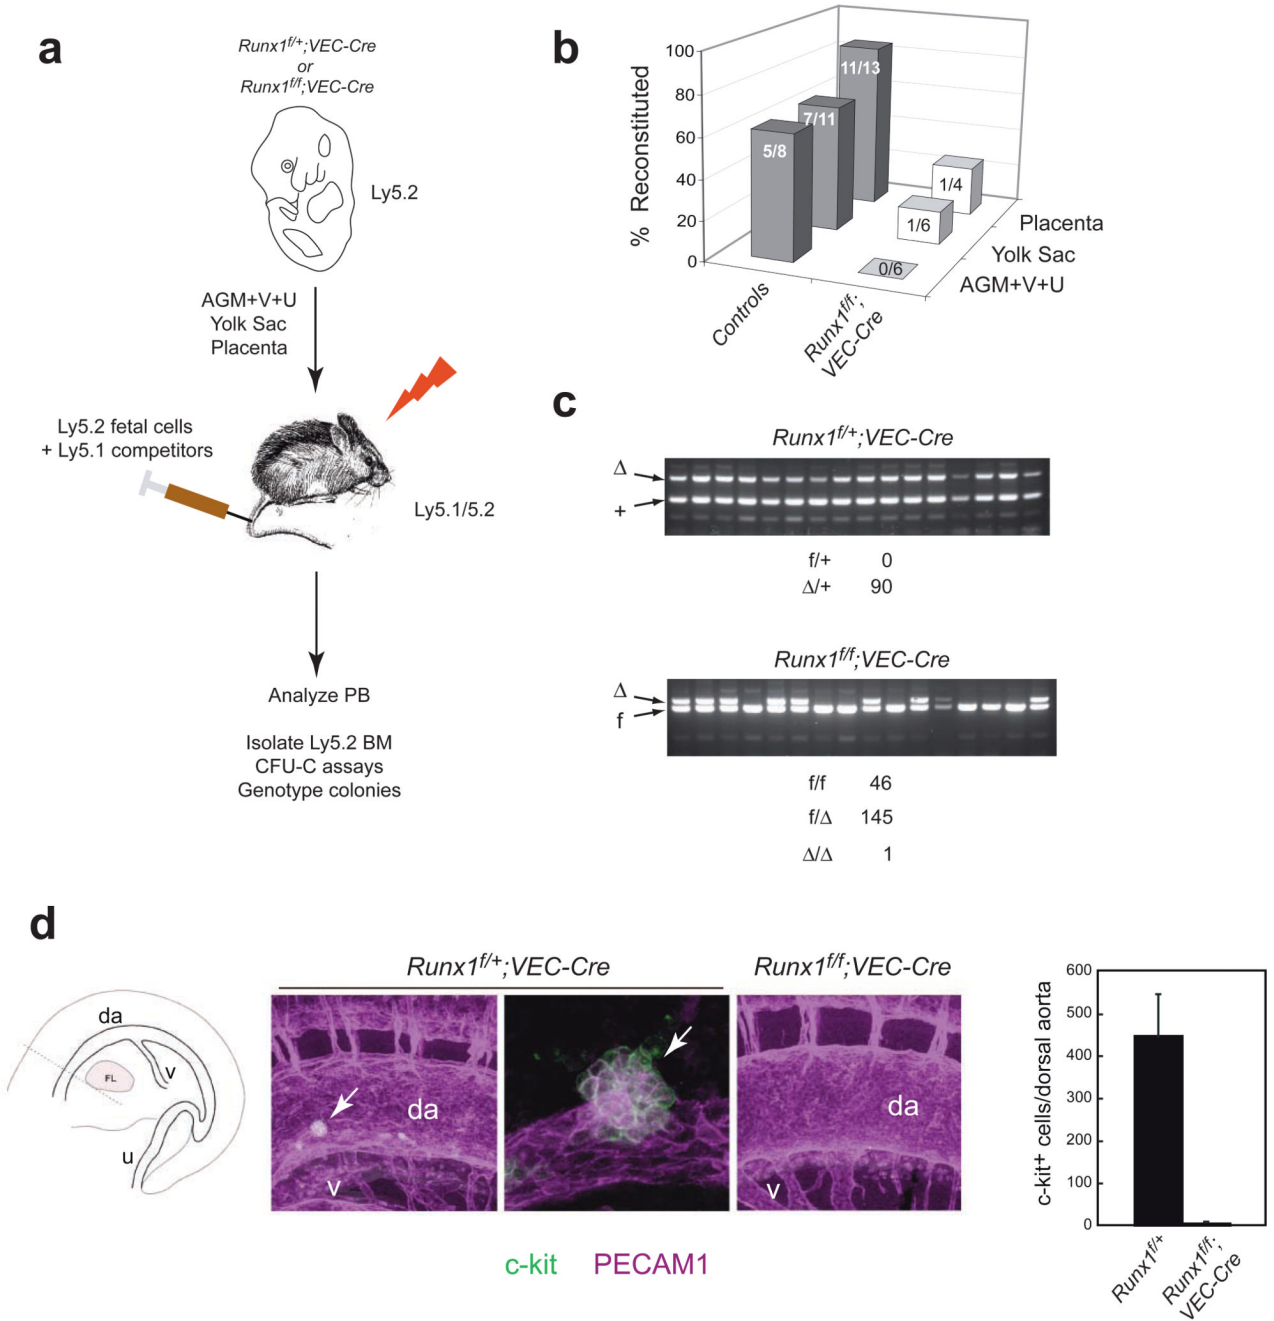 a
Runx1f/+;VEC-Cre
or
Runx1f/f;VEC-Cre
Ly5.2
AGM+V+U
Yolk Sac
Placenta
Ly5.2 fetal cells
+ Ly5.1 competitors
Ly5.1/5.2
Analyze PB
Isolate Ly5.2 BM
CFU-C assays
Genotype colonies
b
% Reconstituted
100
80
60
40
20
0
5/8
7/11
11/13
0/6
1/6
1/4
Placenta
Yolk Sac
AGM+V+U
Controls
Runx1f/f;
VEC-Cre
c
Runx1f/+;VEC-Cre
Δ
+
f/+ 0
Δ/+ 90
Runx1f/f;VEC-Cre
Δ
f
f/f 46
f/Δ 145
Δ/Δ 1
d
da
FL
v
u
Runx1f/+;VEC-Cre
Runx1f/f;VEC-Cre
da
v
da
v
c-kit PECAM1
c-kit+ cells/dorsal aorta
600
500
400
300
200
100
0
Runx1f/+
Runx1f/f;
VEC-Cre